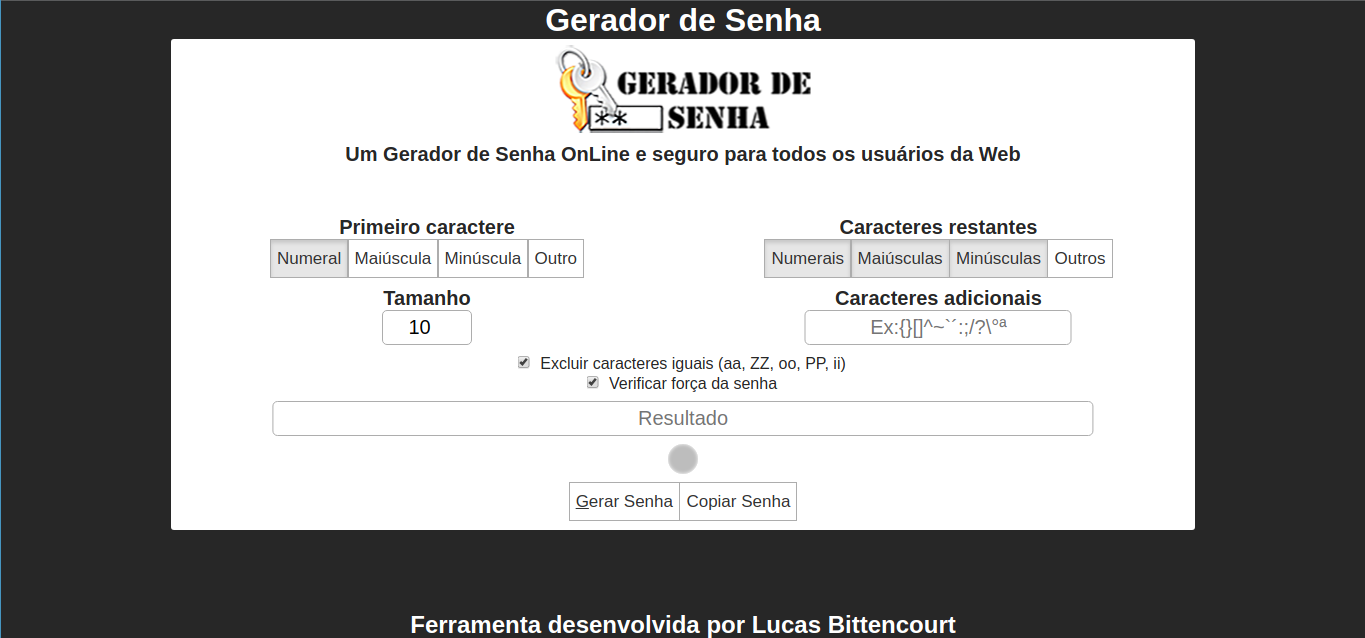 Gerador de Senha
GERADOR DE
** SENHA
Um Gerador de Senha OnLine e seguro para todos os usuários da Web
Primeiro caractere Caracteres restantes
Numeral Maiúscula Minúscula Outro Numerais Maiúsculas Minúsculas Outros
Tamanho Caracteres adicionais
10 Ex:{}[]^~`´:;/?\ºª
Excluir caracteres iguais (aa, ZZ, oo, PP, ii)
Verificar força da senha
Resultado
Gerar Senha Copiar Senha
Ferramenta desenvolvida por Lucas Bittencourt